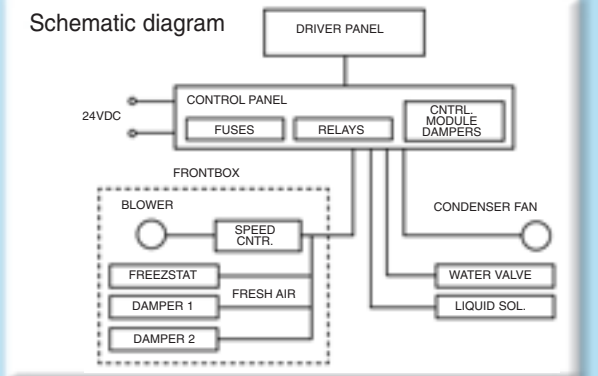 Schematic diagram
DRIVER PANEL
CONTROL PANEL
24VDC
FUSES
RELAYS
CNTRL.
MODULE
DAMPERS
FRONTBOX
BLOWER
SPEED
CNTR.
CONDENSER FAN
FREEZSTAT
FRESH AIR
DAMPER 1
DAMPER 2
WATER VALVE
LIQUID SOL.